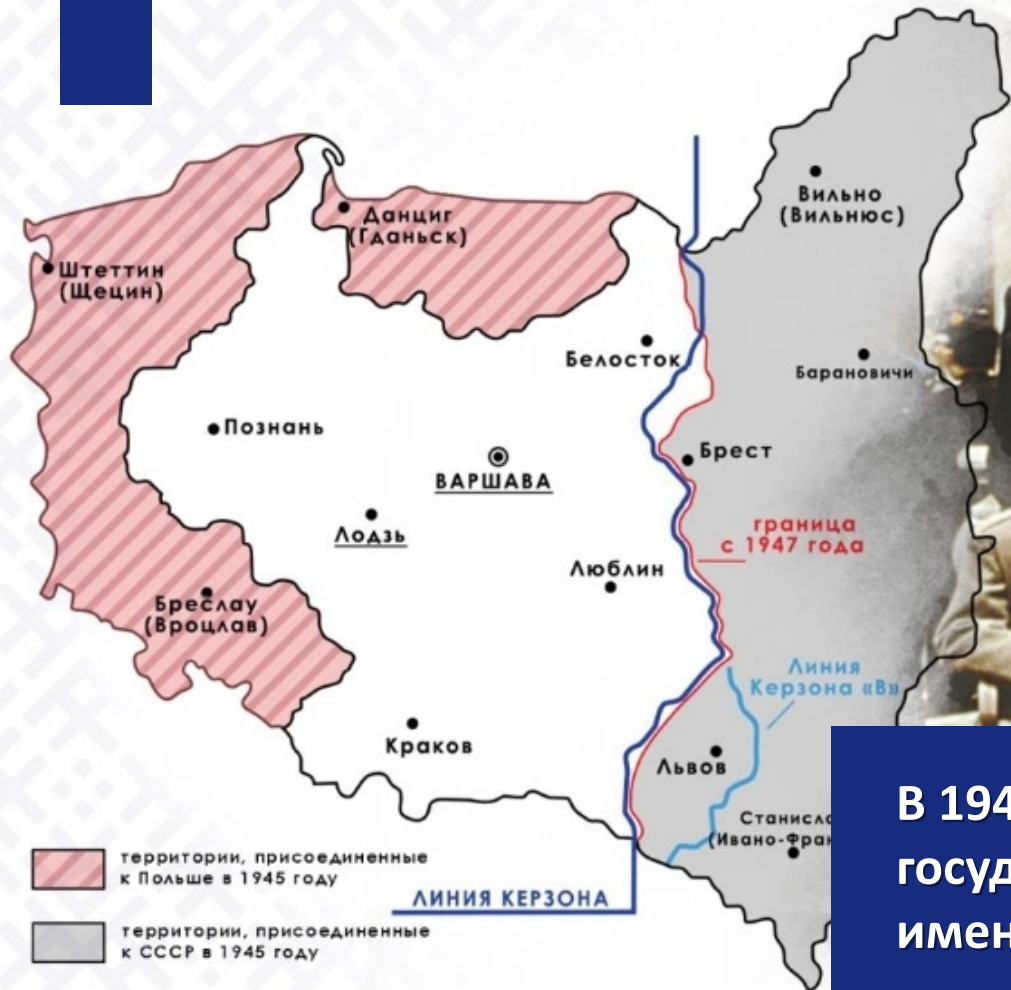 Вильно
(Вильнюс)
Данциг
(Гданьск)
Штеттин
(Щецин)
Белосток
Барановичи
Познань
Брест
ВАРШАВА
Лодзь
граница
с 1947 года
Люблин
Бреслау
(Вроцлав)
Линия
Керзона «В»
Краков
Львов
территории, присоединенные
к Польше в 1945 году
ЛИНИЯ КЕРЗОНА
территории, присоединенные
к СССР в 1945 году
В 194